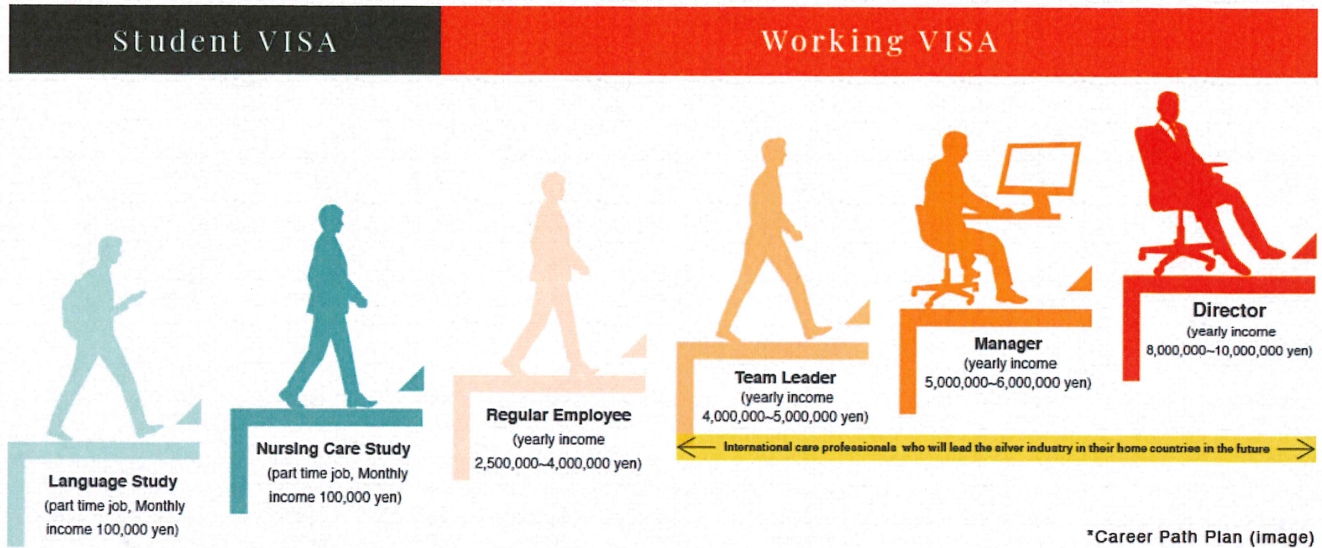 Student VISA
Working VISA
Language Study
(part time job, Monthly
income 100,000 yen)
Nursing Care Study
(part time job, Monthly
income 100,000 yen)
Regular Employee
(yearly income
2,500,000~4,000,000 yen)
Team Leader
(yearly income
4,000,000~5,000,000 yen)
Manager
(yearly income
5,000,000~6,000,000 yen)
Director
(yearly income
8,000,000~10,000,000 yen)
International care professionals who will lead the silver industry in their home countries in the future
*Career Path Plan (image)